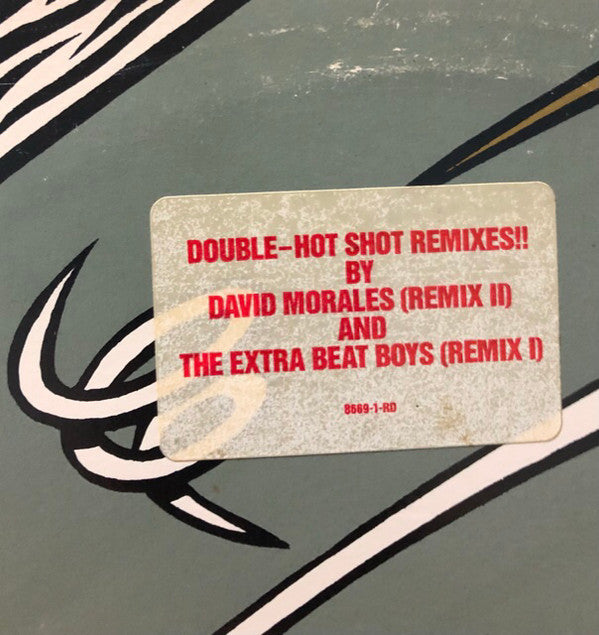 DOUBLE-HOT SHOT REMIXES!!
BY
DAVID MORALES (REMIX II)
AND
THE EXTRA BEAT BOYS (REMIX I)
8669-1-RD